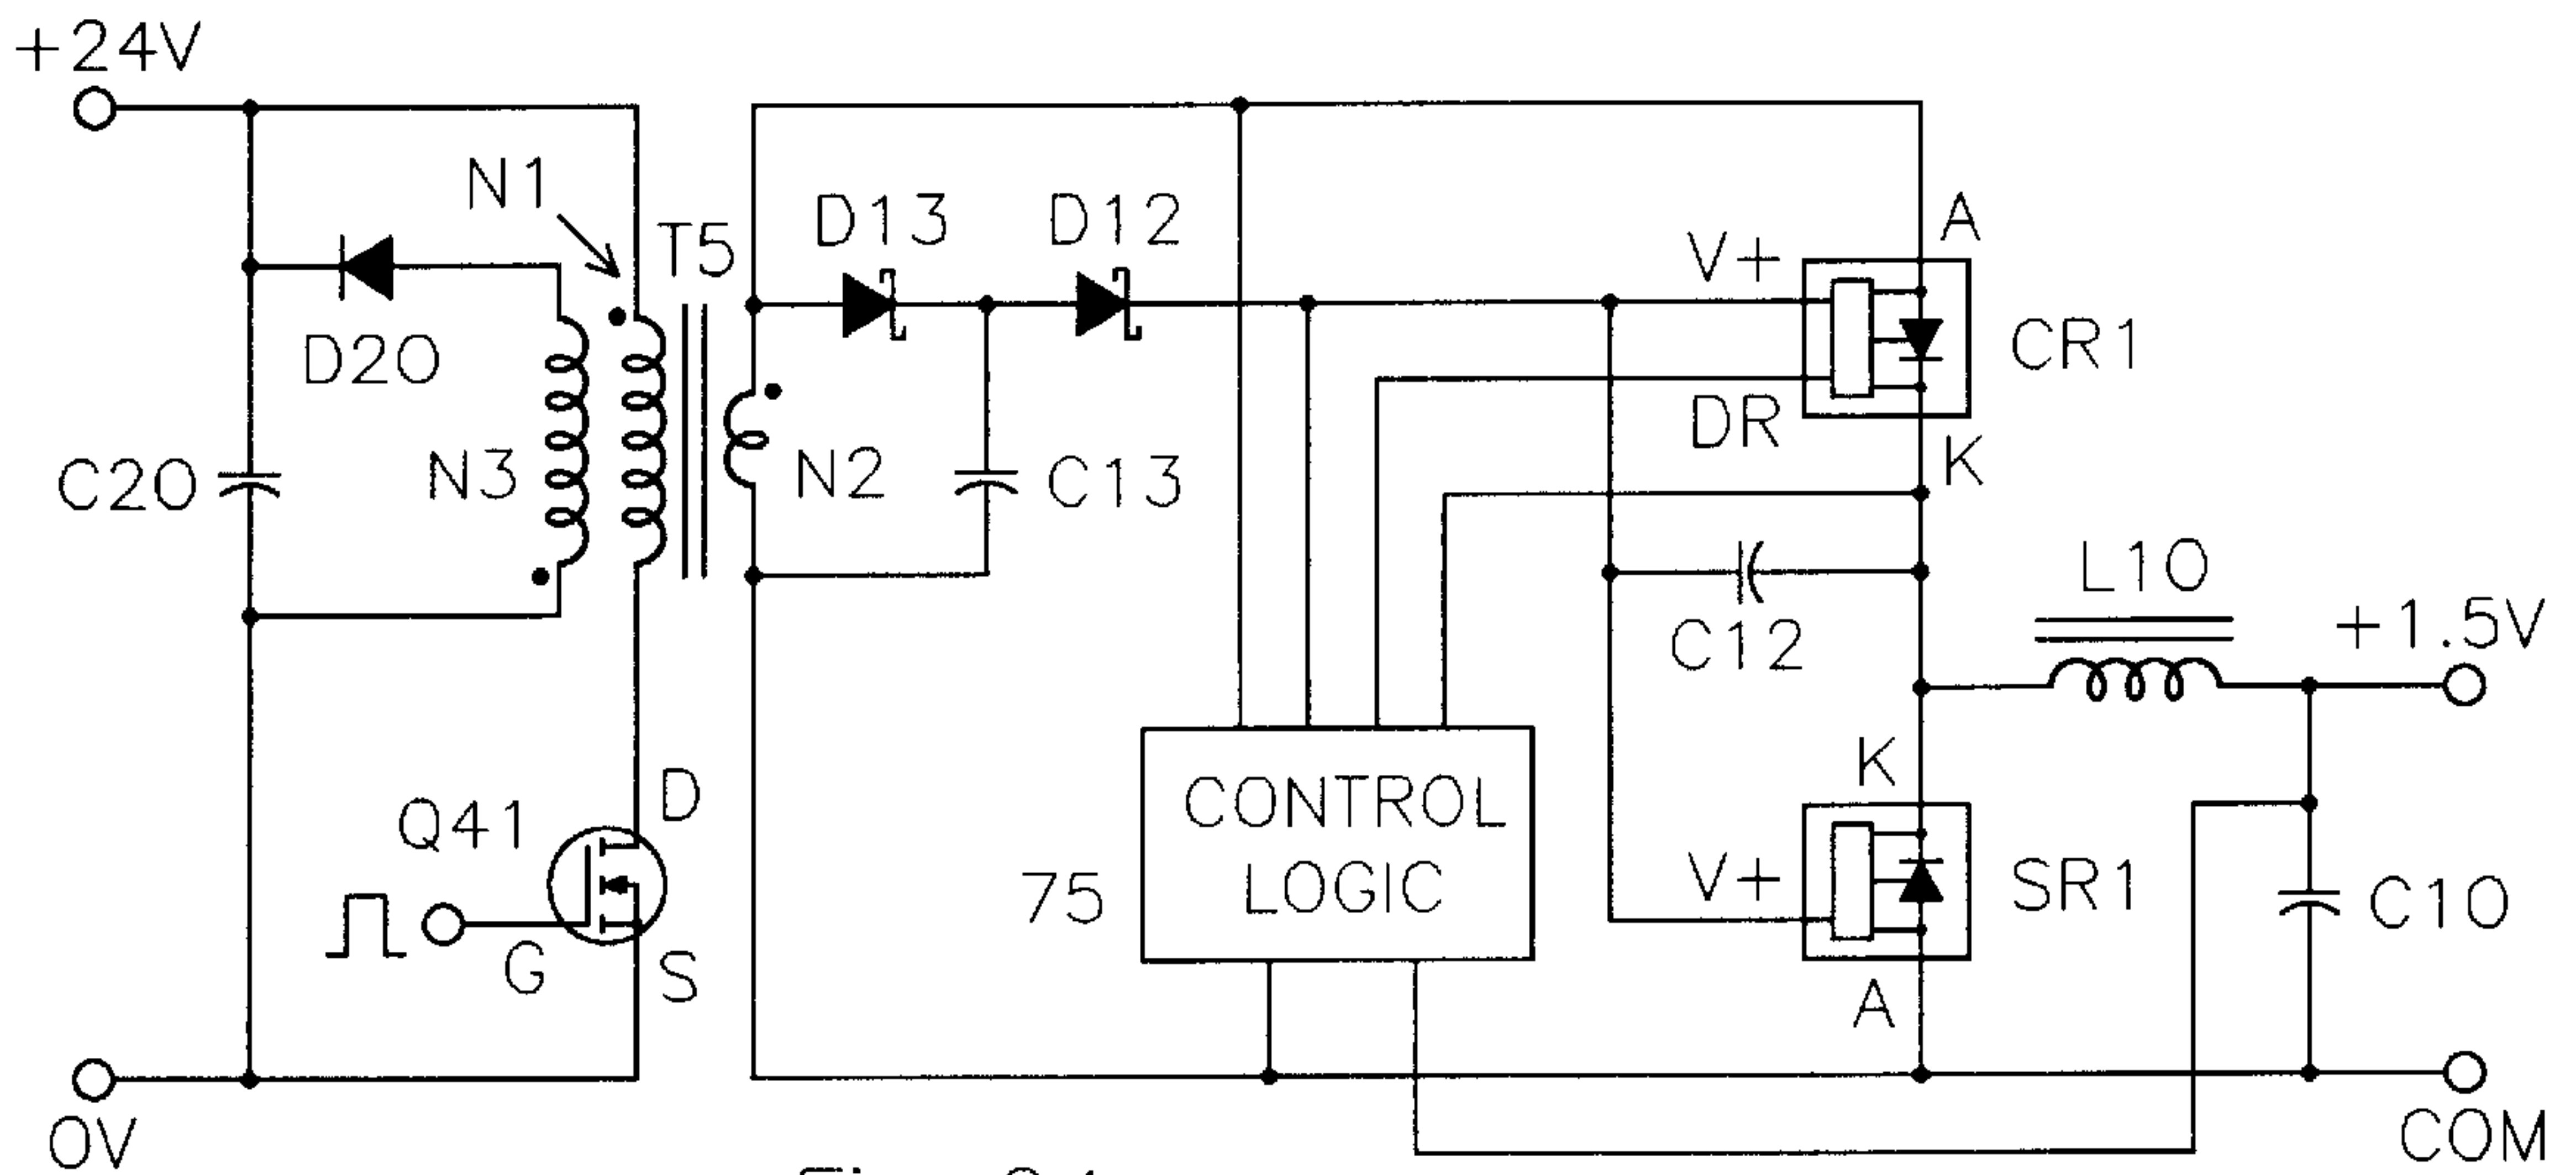 +24V
N1
T5
D13
D12
A
V+
D20
CR1
DR
K
C20
N3
N2
C13
L10
+1.5V
C12
K
D
Q41
CONTROL
LOGIC
75
V+
SR1
C10
G
S
A
0V
COM